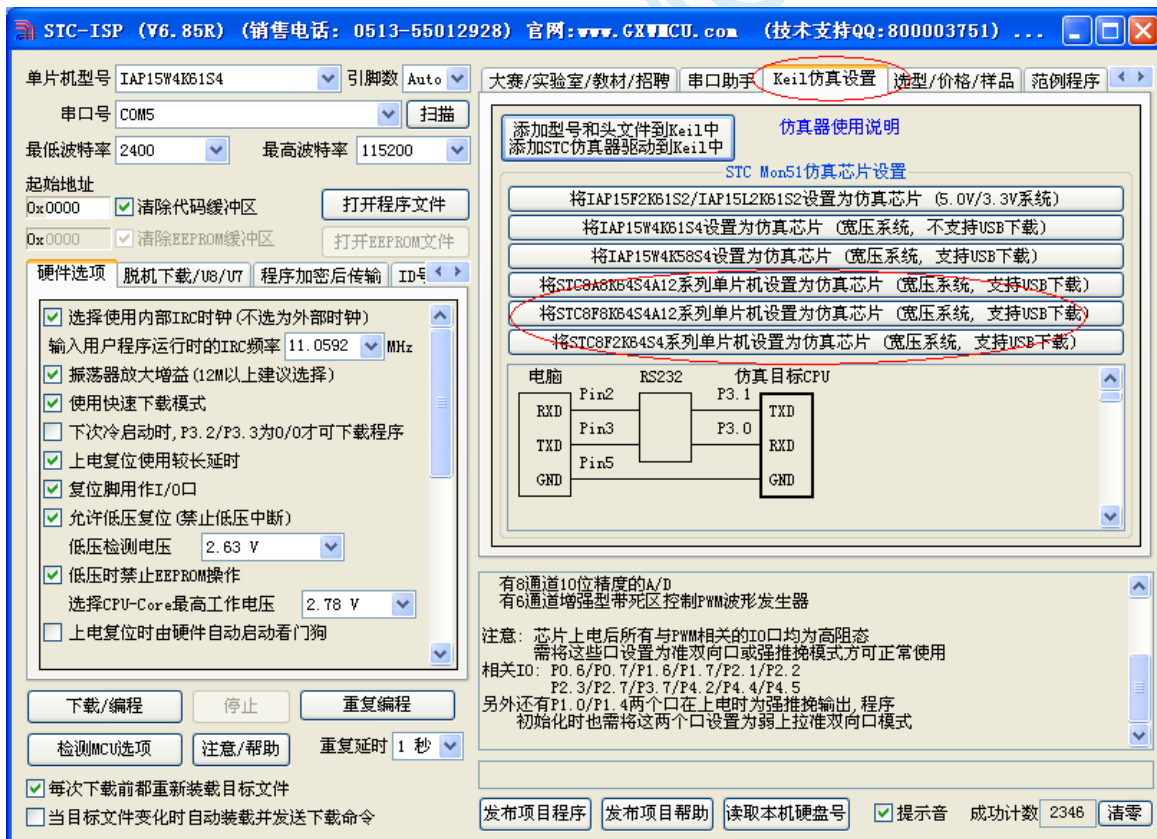 STC-ISP (V6.85R) (销售电话: 0513-55012928) 官网:www.GXWMCU.com (技术支持QQ:800003751) ...
单片机型号 IAP15W4K61S4 引脚数 Auto
串口号 COM5 扫描
最低波特率 2400 最高波特率 115200
起始地址
0x0000 清除代码缓冲区 打开程序文件
0x0000 清除EEPROM缓冲区 打开EEPROM文件
硬件选项 脱机下载/U8/U7 程序加密后传输 ID号
选择使用内部IRC时钟(不选为外部时钟)
输入用户程序运行时的IRC频率 11.0592 MHz
振荡器放大增益(12M以上建议选择)
使用快速下载模式
下次冷启动时,P3.2/P3.3为0/0才可下载程序
上电复位使用较长延时
复位脚用作I/O口
允许低压复位(禁止低压中断)
低压检测电压 2.63 V
低压时禁止EEPROM操作
选择CPU-Core最高工作电压 2.78 V
上电复位时由硬件自动启动看门狗
下载/编程 停止 重复编程
检测MCU选项 注意/帮助 重复延时 1 秒
每次下载前都重新装载目标文件
当目标文件变化时自动装载并发送下载命令
大赛/实验室/教材/招聘 串口助手 Keil仿真设置 选型/价格/样品 范例程序
添加型号和头文件到Keil中
添加STC仿真器驱动到Keil中
仿真器使用说明
STC Mon51仿真芯片设置
将IAP15F2K61S2/IAP15L2K61S2设置为仿真芯片 (5.0V/3.3V系统)
将IAP15W4K61S4设置为仿真芯片 (宽压系统, 不支持USB下载)
将IAP15W4K58S4设置为仿真芯片 (宽压系统, 支持USB下载)
将STC8A8K64S4A12系列单片机设置为仿真芯片 (宽压系统, 支持USB下载)
将STC8F8K64S4A12系列单片机设置为仿真芯片 (宽压系统, 支持USB下载)
将STC8F2K64S4系列单片机设置为仿真芯片 (宽压系统, 支持USB下载)
电脑 RS232 仿真目标CPU
Pin2 P3.1
RXD TXD
Pin3 P3.0
TXD RXD
Pin5
GND GND
有8通道10位精度的A/D
有6通道增强型带死区控制PWM波形发生器
注意: 芯片上电后所有与PWM相关的IO口均为高阻态
需将这些口设置为准双向口或强推挽模式方可正常使用
相关IO: P0.6/P0.7/P1.6/P1.7/P2.1/P2.2
P2.3/P2.7/P3.7/P4.2/P4.4/P4.5
另外还有P1.0/P1.4两个口在上电时为强推挽输出,程序
初始化时也需将这两个口设置为弱上拉准双向口模式
发布项目程序 发布项目帮助 读取本机硬盘号 提示音 成功计数 2346 清零